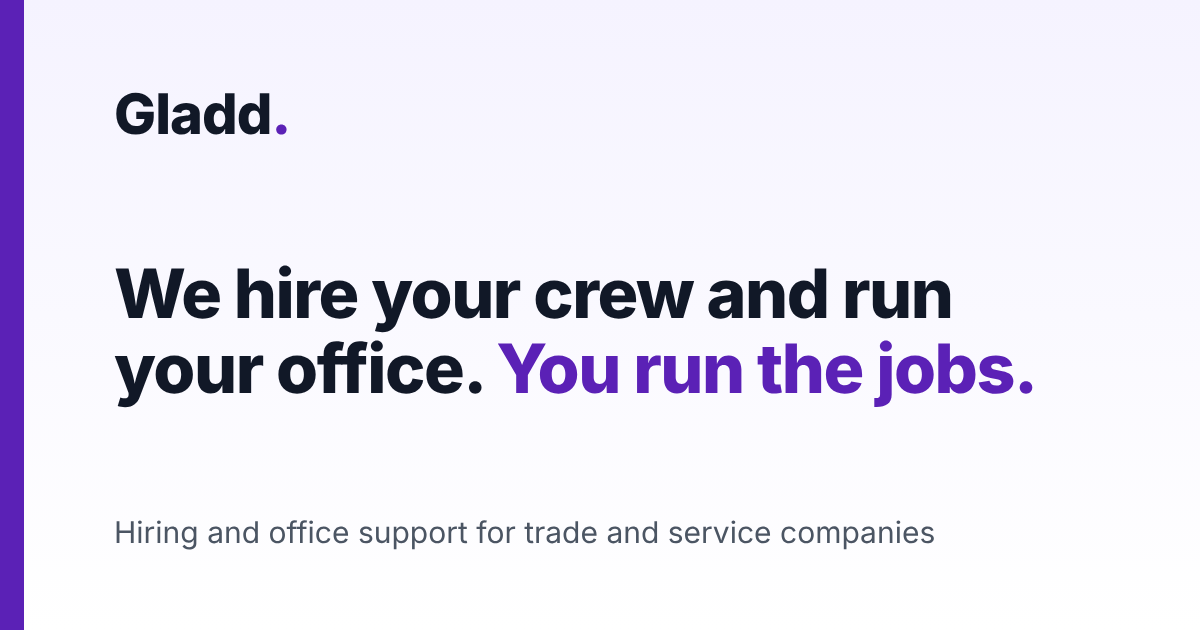 Gladd.
We hire your crew and run
your office. You run the jobs.
Hiring and office support for trade and service companies